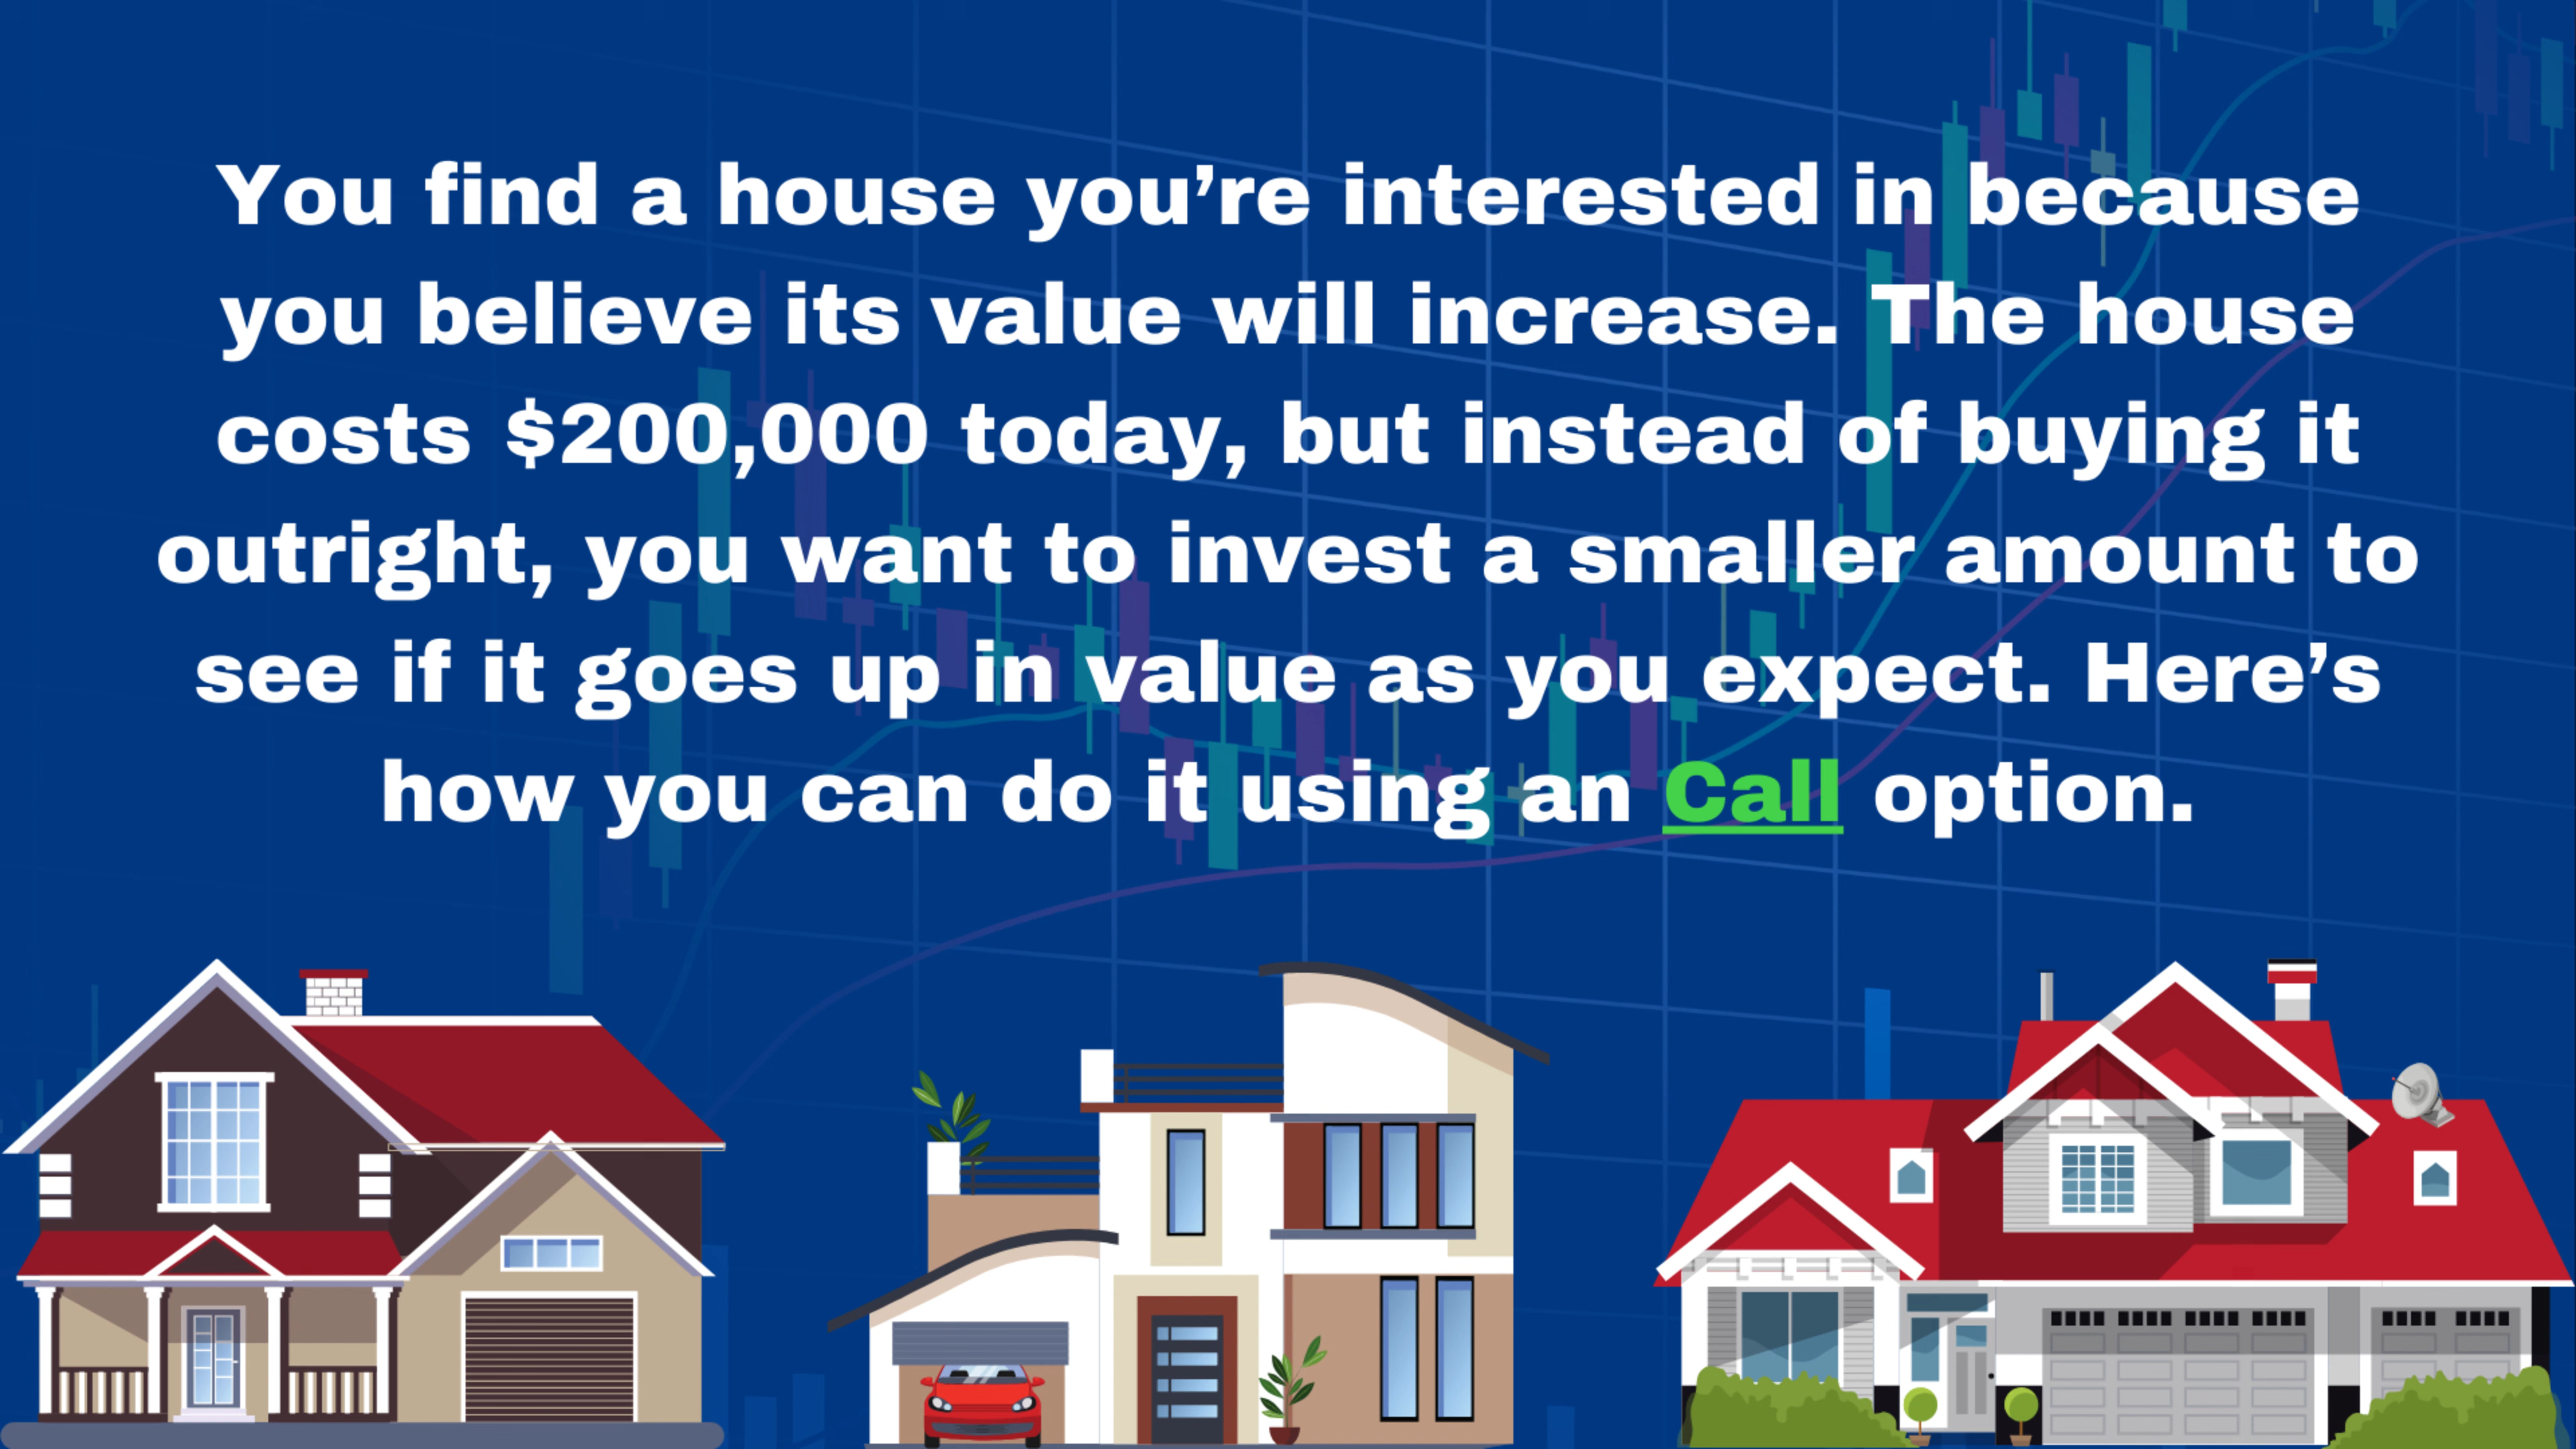 You find a house you’re interested in because
you believe its value will increase. The house
costs $200,000 today, but instead of buying it
outright, you want to invest a smaller amount to
see if it goes up in value as you expect. Here’s
how you can do it using an Call option.